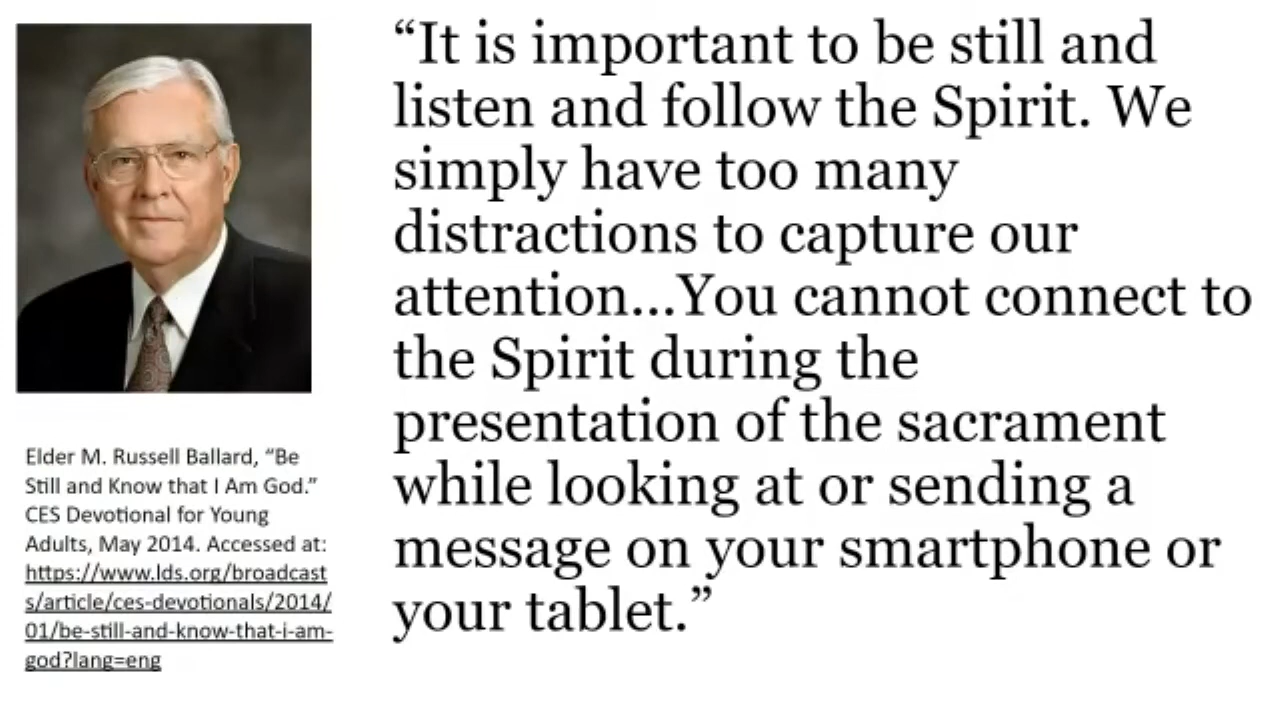 “It is important to be still and
listen and follow the Spirit. We
simply have too many
distractions to capture our
attention...You cannot connect to
the Spirit during the
presentation of the sacrament
while looking at or sending a
message on your smartphone or
your tablet.”
Elder M. Russell Ballard, “Be
Still and Know that I Am God.”
CES Devotional for Young
Adults, May 2014. Accessed at:
https://www.lds.org/broadcast
s/article/ces-devotionals/2014/
01/be-still-and-know-that-i-am-
god?lang=eng